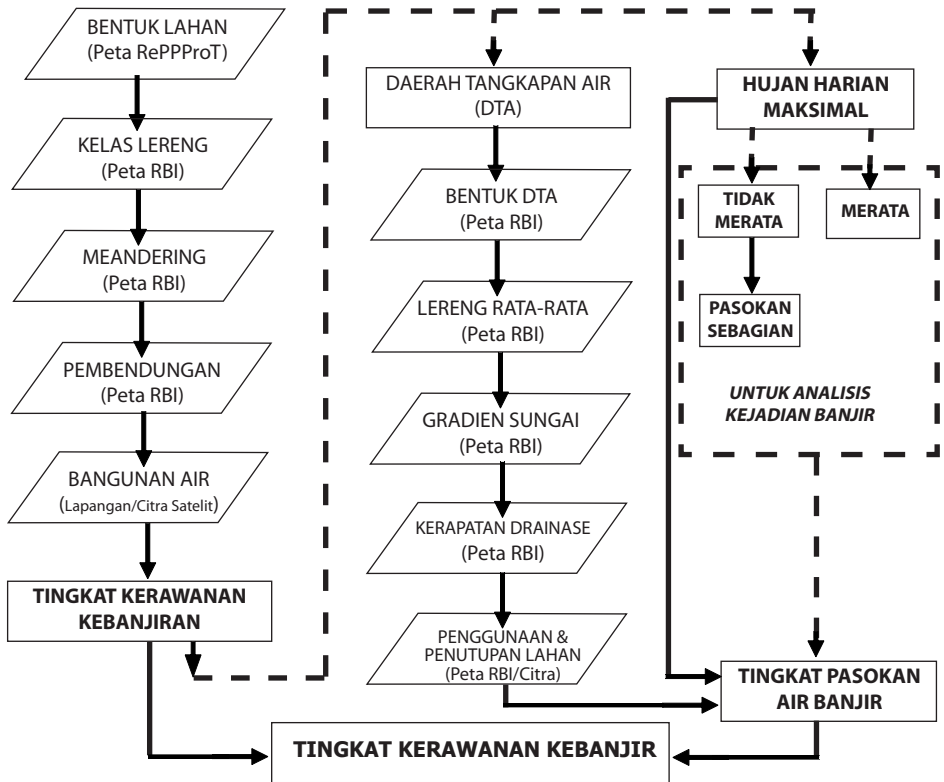 BENTUK LAHAN
(Peta RePPProT)
KELAS LERENG
(Peta RBI)
MEANDERING
(Peta RBI)
PEMBENDUNGAN
(Peta RBI)
BANGUNAN AIR
(Lapangan/Citra Satelit)
TINGKAT KERAWANAN
KEBANJIRAN
DAERAH TANGKAPAN AIR
(DTA)
BENTUK DTA
(Peta RBI)
LERENG RATA-RATA
(Peta RBI)
GRADIEN SUNGAI
(Peta RBI)
KERAPATAN DRAINASE
(Peta RBI)
PENGGUNAAN &
PENUTUPAN LAHAN
(Peta RBI/Citra)
HUJAN HARIAN
MAKSIMAL
TIDAK
MERATA
MERATA
PASOKAN
SEBAGIAN
UNTUK ANALISIS
KEJADIAN BANJIR
TINGKAT PASOKAN
AIR BANJIR
TINGKAT KERAWANAN KEBANJIR